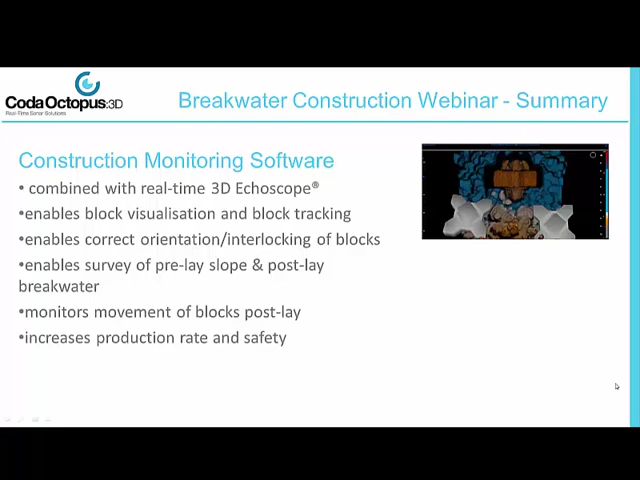 CodaOctopus:3D
Real-Time Sonar Solutions
Breakwater Construction Webinar - Summary
Construction Monitoring Software
• combined with real-time 3D Echoscope®
•enables block visualisation and block tracking
•enables correct orientation/interlocking of blocks
•enables survey of pre-lay slope & post-lay
breakwater
•monitors movement of blocks post-lay
•increases production rate and safety